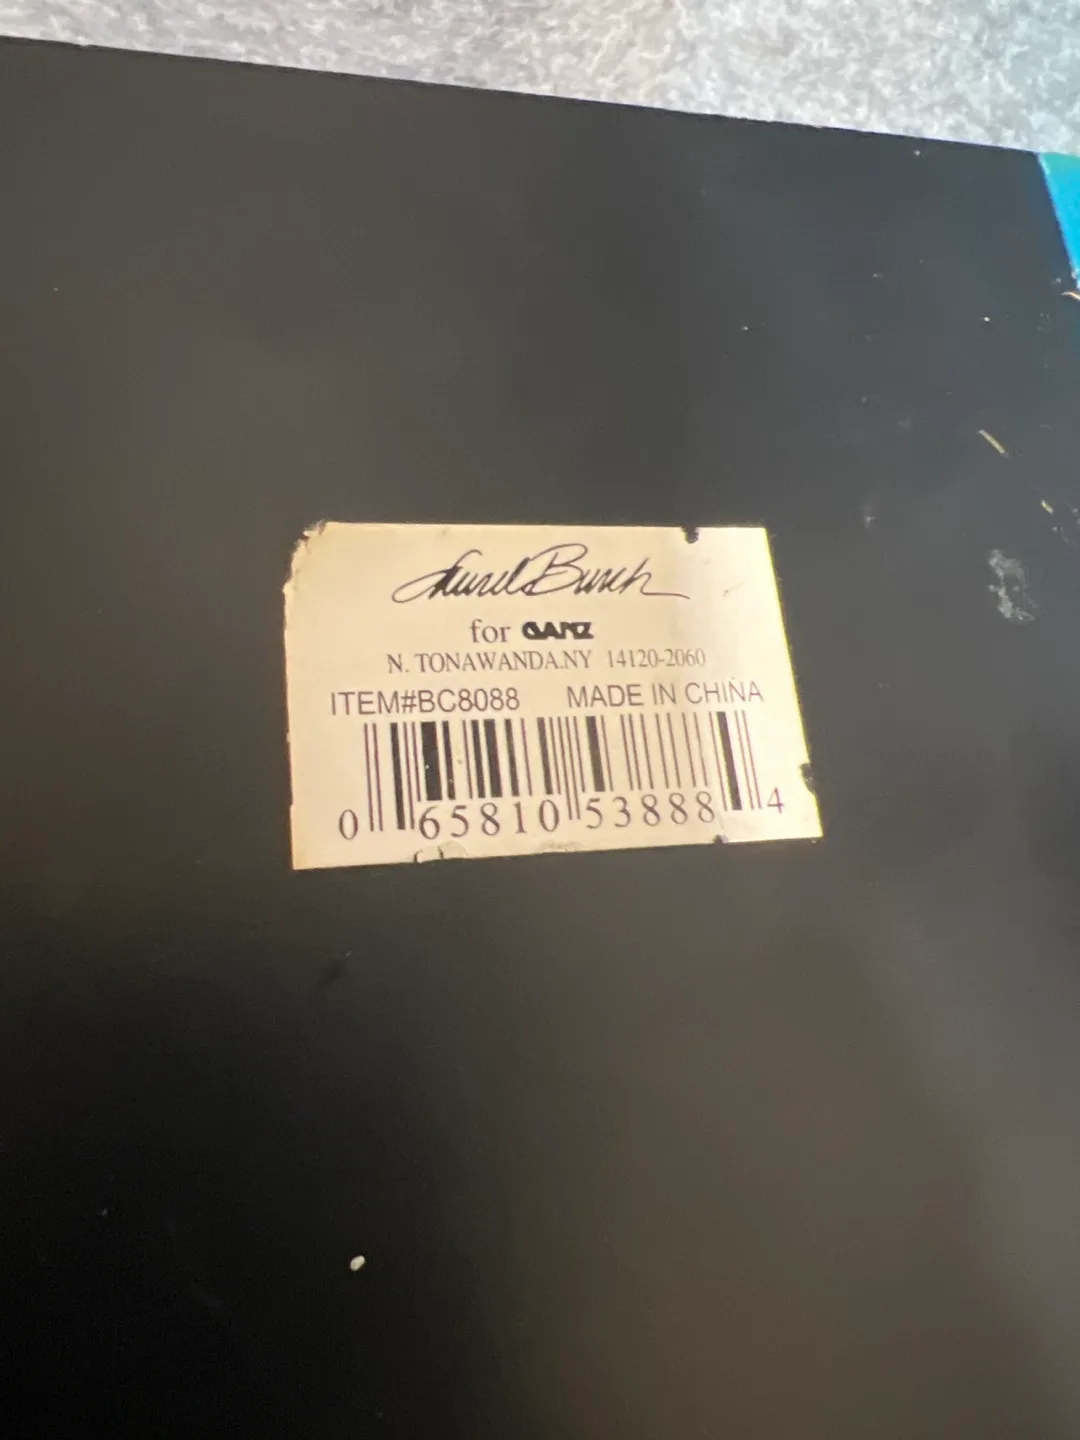 Laurel Burch
for GANZ
N. TONAWANDA.NY 14120-2060
ITEM#BC8088 MADE IN CHINA
0 65810 53888 4